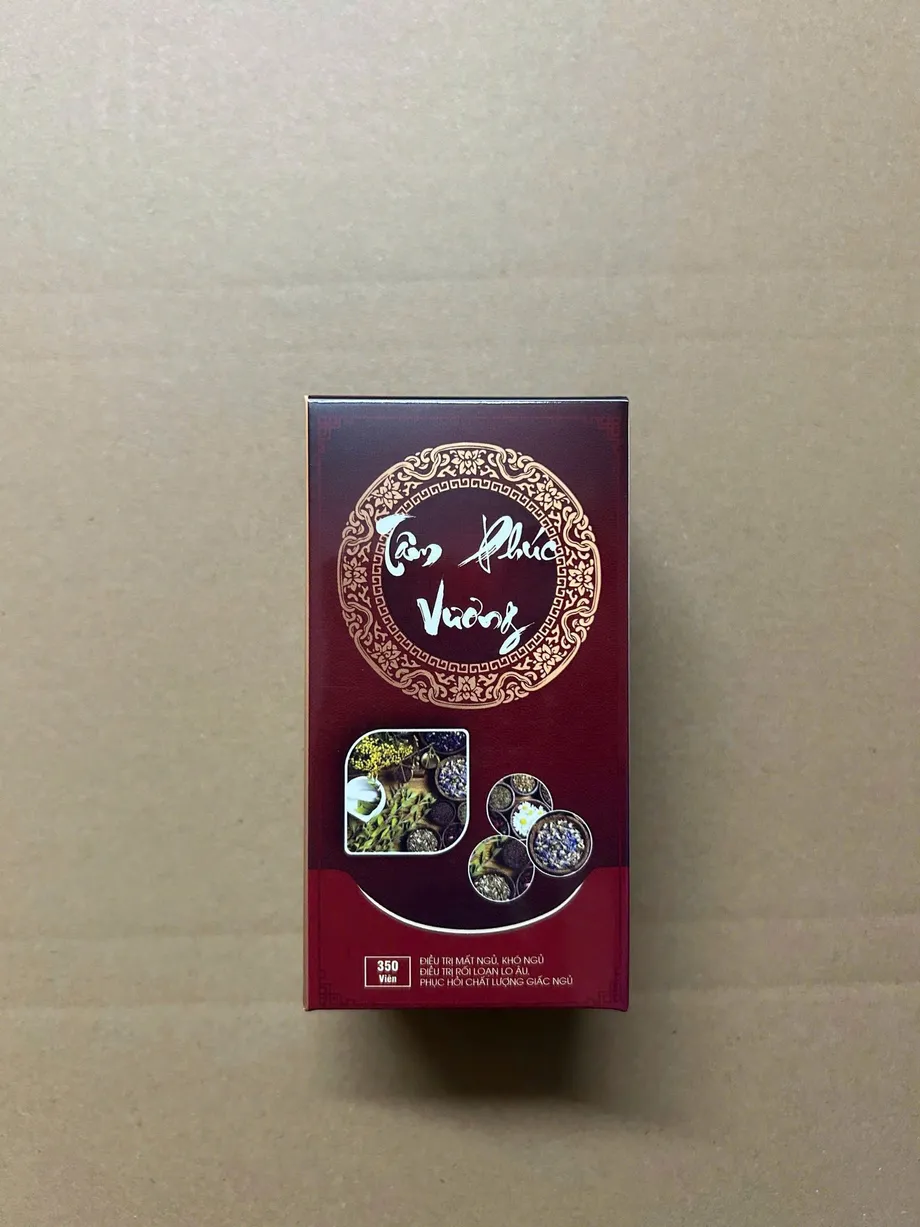 Tâm Phúc
Vương
350
Viên
ĐIỀU TRỊ MẤT NGỦ, KHÓ NGỦ
ĐIỀU TRỊ RỐI LOẠN LO ÂU,
PHỤC HỒI CHẤT LƯỢNG GIẤC NGỦ